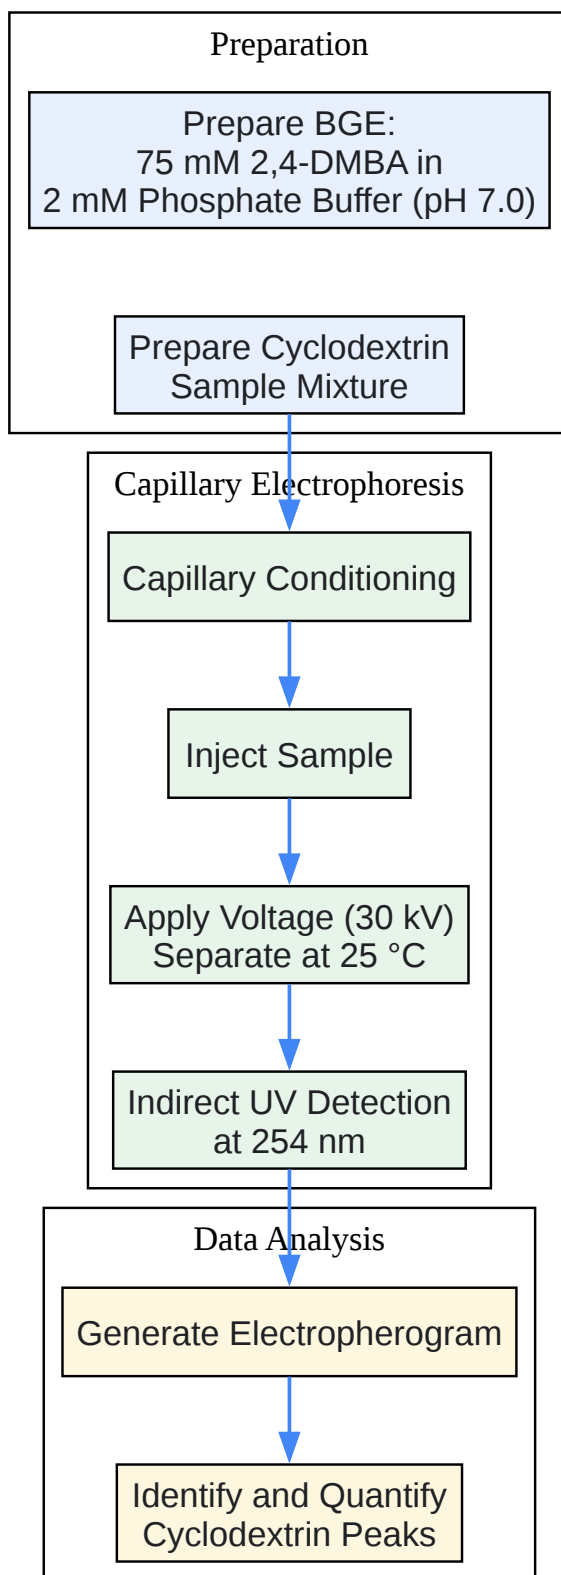 Preparation
Prepare BGE:
75 mM 2,4-DMBA in
2 mM Phosphate Buffer (pH 7.0)
Prepare Cyclodextrin
Sample Mixture
Capillary Electrophoresis
Capillary Conditioning
Inject Sample
Apply Voltage (30 kV)
Separate at 25 °C
Indirect UV Detection
at 254 nm
Data Analysis
Generate Electropherogram
Identify and Quantify
Cyclodextrin Peaks